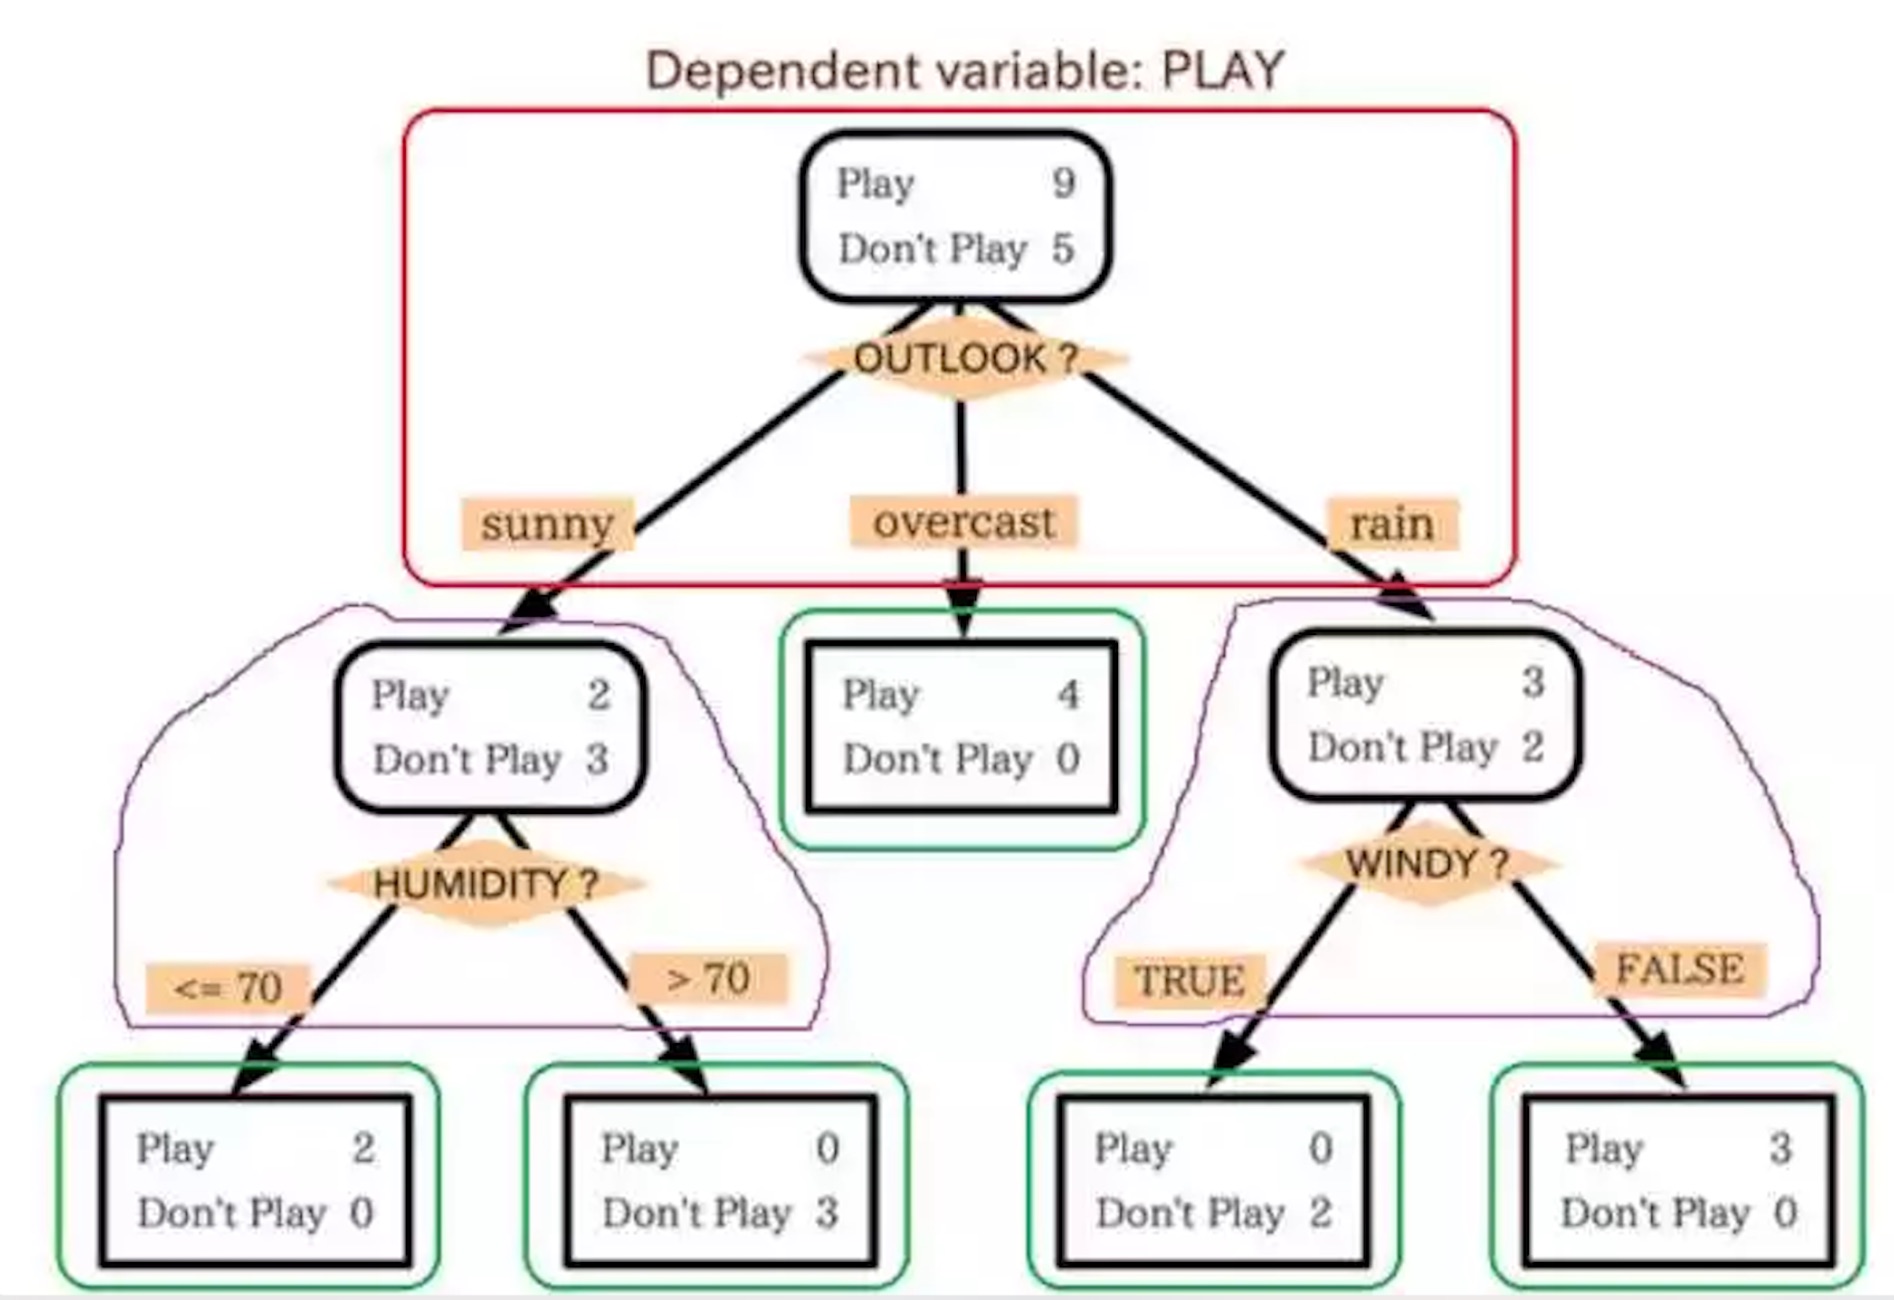 Dependent variable: PLAY
Play 9
Don't Play 5
OUTLOOK ?
sunny
overcast
rain
Play 2
Don't Play 3
Play 4
Don't Play 0
Play 3
Don't Play 2
HUMIDITY ?
WINDY ?
<= 70
> 70
TRUE
FALSE
Play 2
Don't Play 0
Play 0
Don't Play 3
Play 0
Don't Play 2
Play 3
Don't Play 0